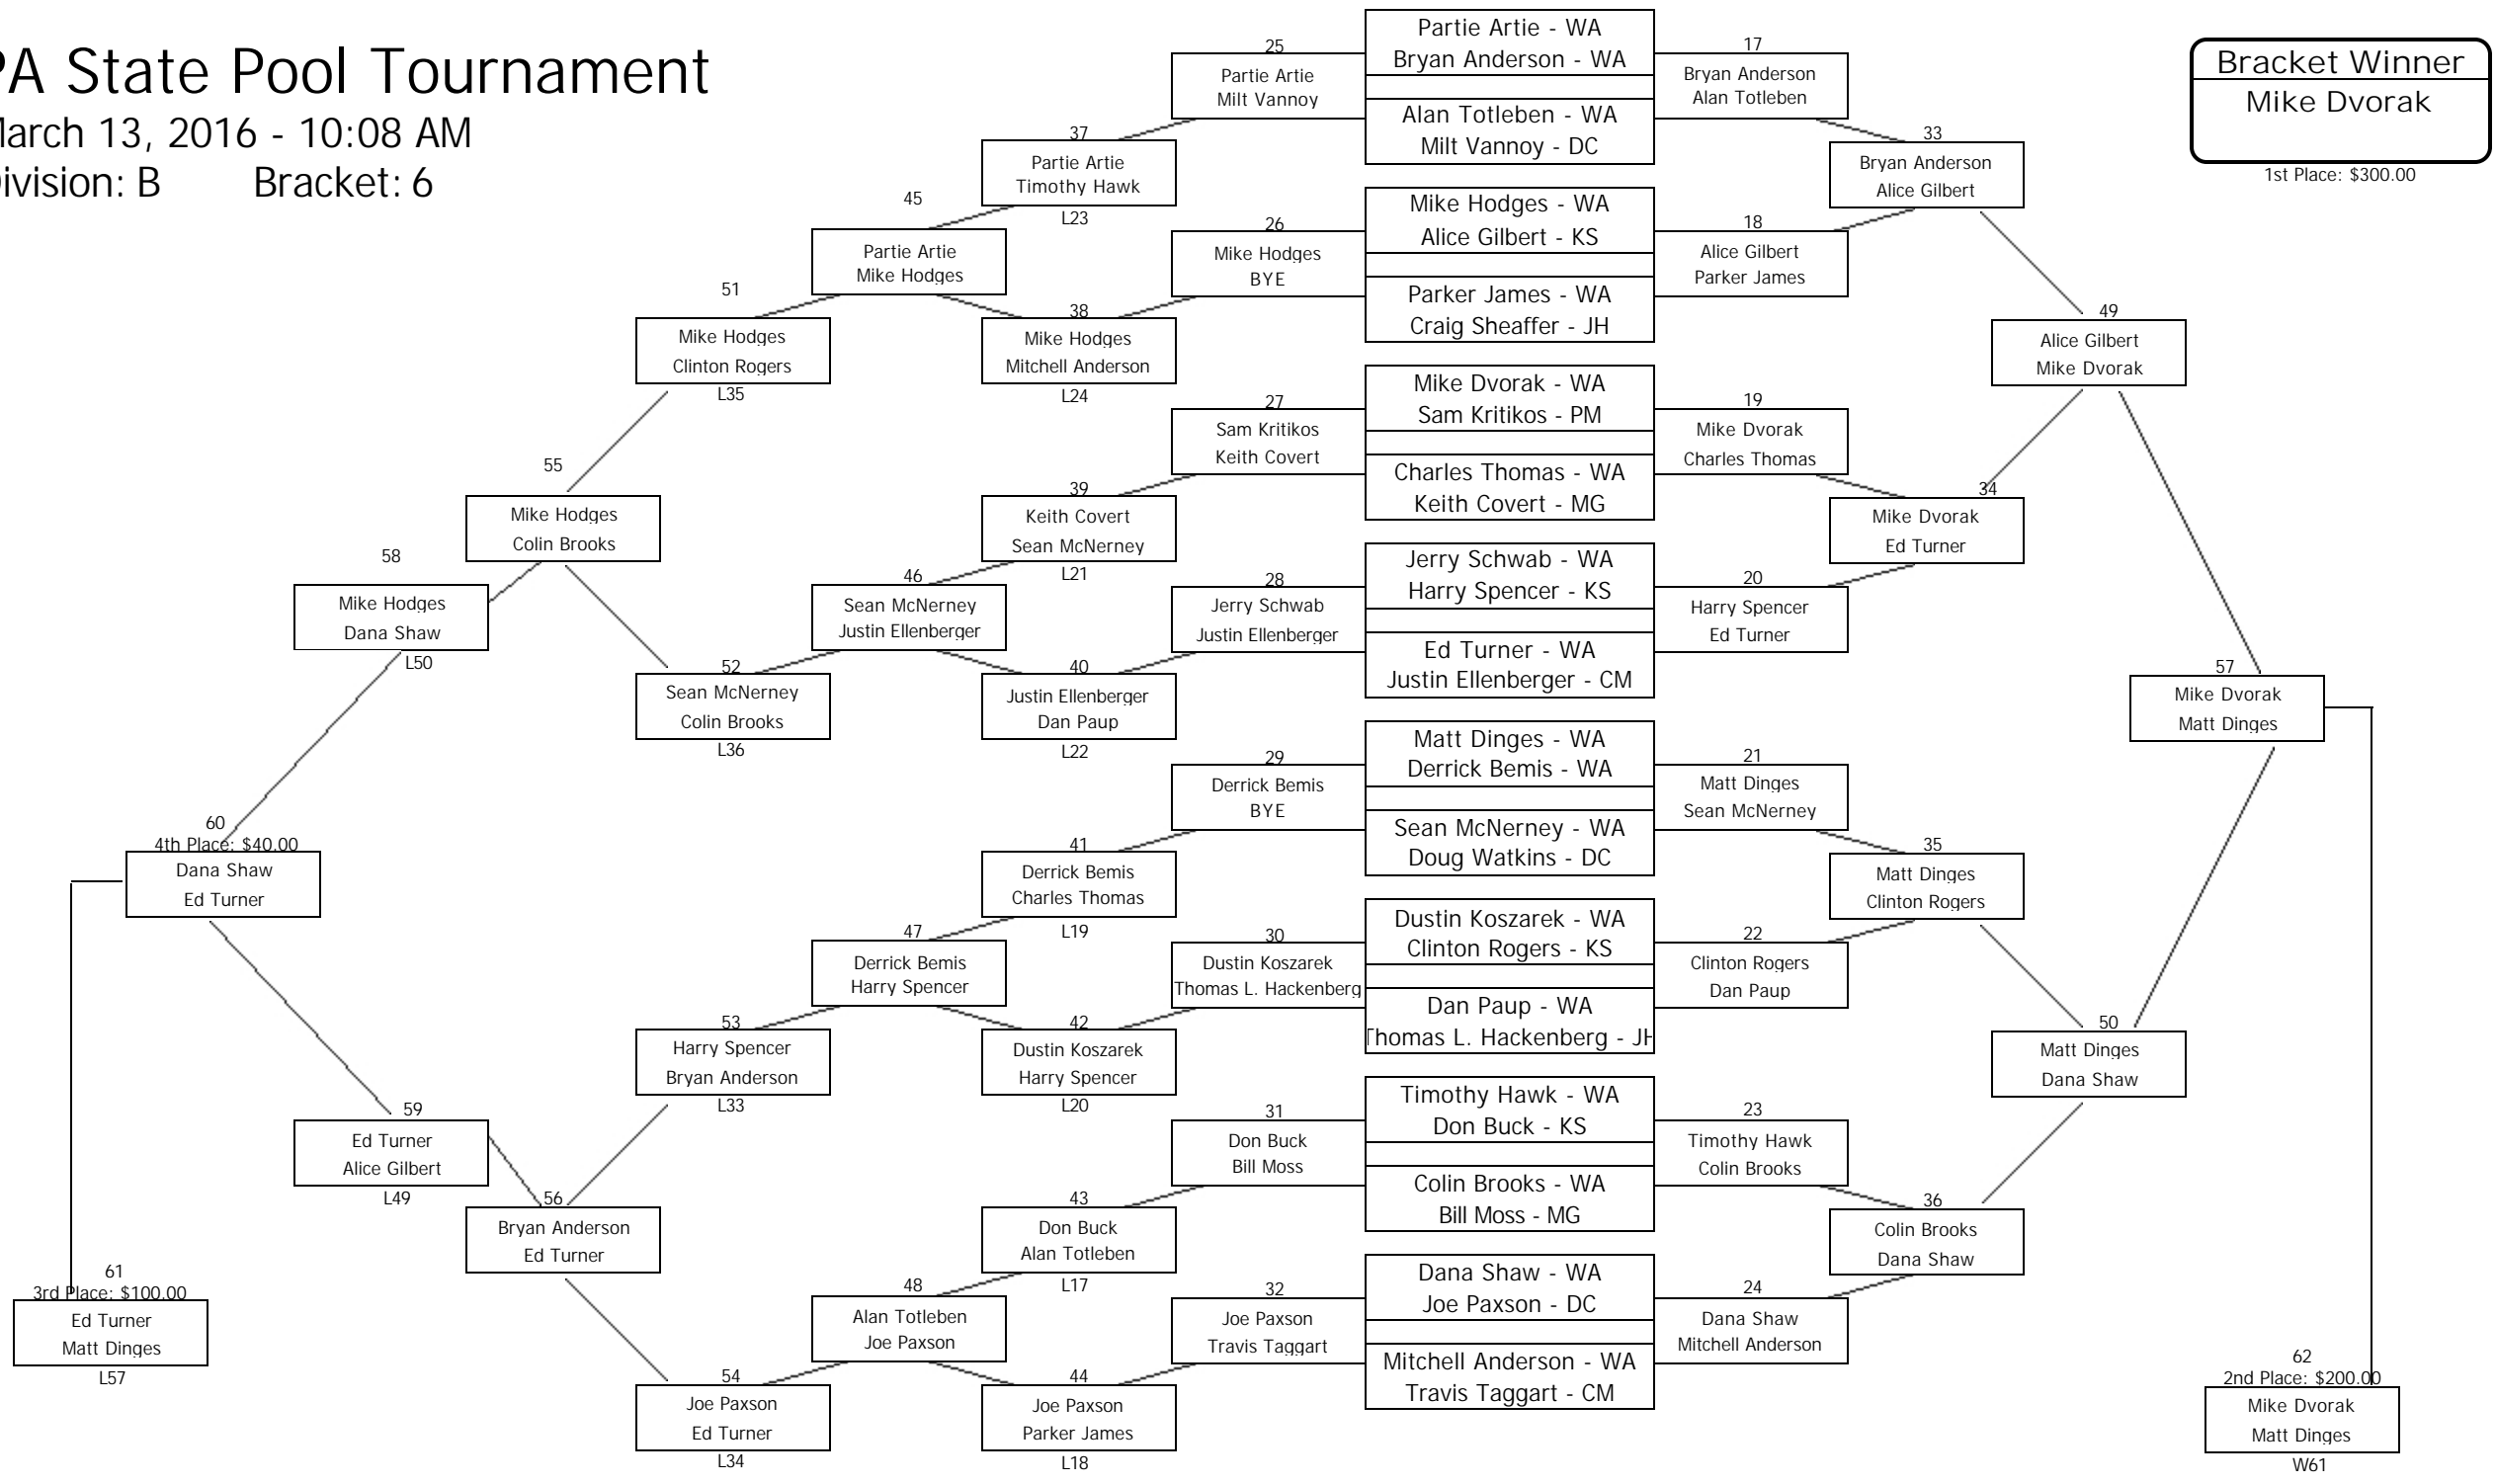 PA State Pool Tournament
March 13, 2016 - 10:08 AM
Division: B Bracket: 6
Bracket Winner
Mike Dvorak
1st Place: $300.00
Partie Artie - WA
Bryan Anderson - WA
Alan Totleben - WA
Milt Vannoy - DC
Mike Hodges - WA
Alice Gilbert - KS
Parker James - WA
Craig Sheaffer - JH
Mike Dvorak - WA
Sam Kritikos - PM
Charles Thomas - WA
Keith Covert - MG
Jerry Schwab - WA
Harry Spencer - KS
Ed Turner - WA
Justin Ellenberger - CM
Matt Dinges - WA
Derrick Bemis - WA
Sean McNerney - WA
Doug Watkins - DC
Dustin Koszarek - WA
Clinton Rogers - KS
Dan Paup - WA
Thomas L. Hackenberg - JH
Timothy Hawk - WA
Don Buck - KS
Colin Brooks - WA
Bill Moss - MG
Dana Shaw - WA
Joe Paxson - DC
Mitchell Anderson - WA
Travis Taggart - CM
17
Bryan Anderson
Alan Totleben
18
Alice Gilbert
Parker James
19
Mike Dvorak
Charles Thomas
20
Harry Spencer
Ed Turner
21
Matt Dinges
Sean McNerney
22
Clinton Rogers
Dan Paup
23
Timothy Hawk
Colin Brooks
24
Dana Shaw
Mitchell Anderson
25
Partie Artie
Milt Vannoy
26
Mike Hodges
BYE
27
Sam Kritikos
Keith Covert
28
Jerry Schwab
Justin Ellenberger
29
Derrick Bemis
BYE
30
Dustin Koszarek
Thomas L. Hackenberg
31
Don Buck
Bill Moss
32
Joe Paxson
Travis Taggart
33
Bryan Anderson
Alice Gilbert
34
Mike Dvorak
Ed Turner
35
Matt Dinges
Clinton Rogers
36
Colin Brooks
Dana Shaw
37
Partie Artie
Timothy Hawk
L23
38
Mike Hodges
Mitchell Anderson
L24
39
Keith Covert
Sean McNerney
L21
40
Justin Ellenberger
Dan Paup
L22
41
Derrick Bemis
Charles Thomas
L19
42
Dustin Koszarek
Harry Spencer
L20
43
Don Buck
Alan Totleben
L17
44
Joe Paxson
Parker James
L18
45
Partie Artie
Mike Hodges
46
Sean McNerney
Justin Ellenberger
47
Derrick Bemis
Harry Spencer
48
Alan Totleben
Joe Paxson
49
Alice Gilbert
Mike Dvorak
50
Matt Dinges
Dana Shaw
51
Mike Hodges
Clinton Rogers
L35
52
Sean McNerney
Colin Brooks
L36
53
Harry Spencer
Bryan Anderson
L33
54
Joe Paxson
Ed Turner
L34
55
Mike Hodges
Colin Brooks
56
Bryan Anderson
Ed Turner
57
Mike Dvorak
Matt Dinges
58
Mike Hodges
Dana Shaw
L50
59
Ed Turner
Alice Gilbert
L49
60
4th Place: $40.00
Dana Shaw
Ed Turner
61
3rd Place: $100.00
Ed Turner
Matt Dinges
L57
62
2nd Place: $200.00
Mike Dvorak
Matt Dinges
W61